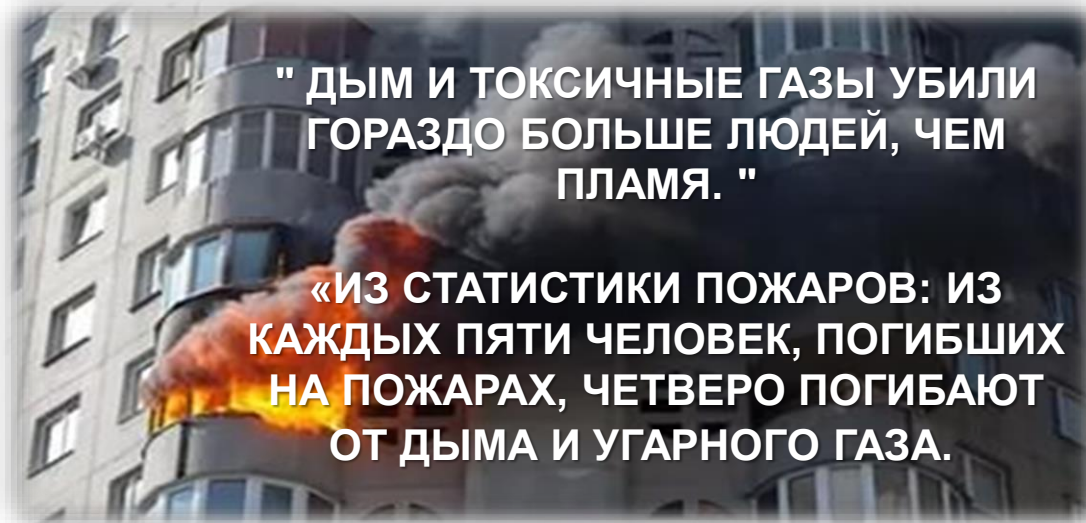 " ДЫМ И ТОКСИЧНЫЕ ГАЗЫ УБИЛИ
ГОРАЗДО БОЛЬШЕ ЛЮДЕЙ, ЧЕМ
ПЛАМЯ. "
«ИЗ СТАТИСТИКИ ПОЖАРОВ: ИЗ
КАЖДЫХ ПЯТИ ЧЕЛОВЕК, ПОГИБШИХ
НА ПОЖАРАХ, ЧЕТВЕРО ПОГИБАЮТ
ОТ ДЫМА И УГАРНОГО ГАЗА.